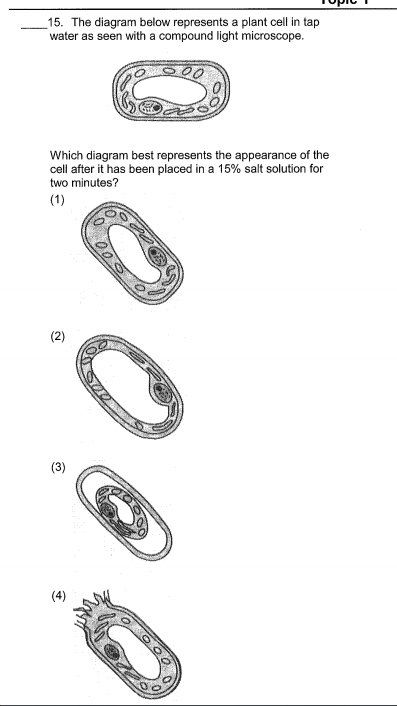 Topic 1
____15. The diagram below represents a plant cell in tap
water as seen with a compound light microscope.
Which diagram best represents the appearance of the
cell after it has been placed in a 15% salt solution for
two minutes?
(1)
(2)
(3)
(4)